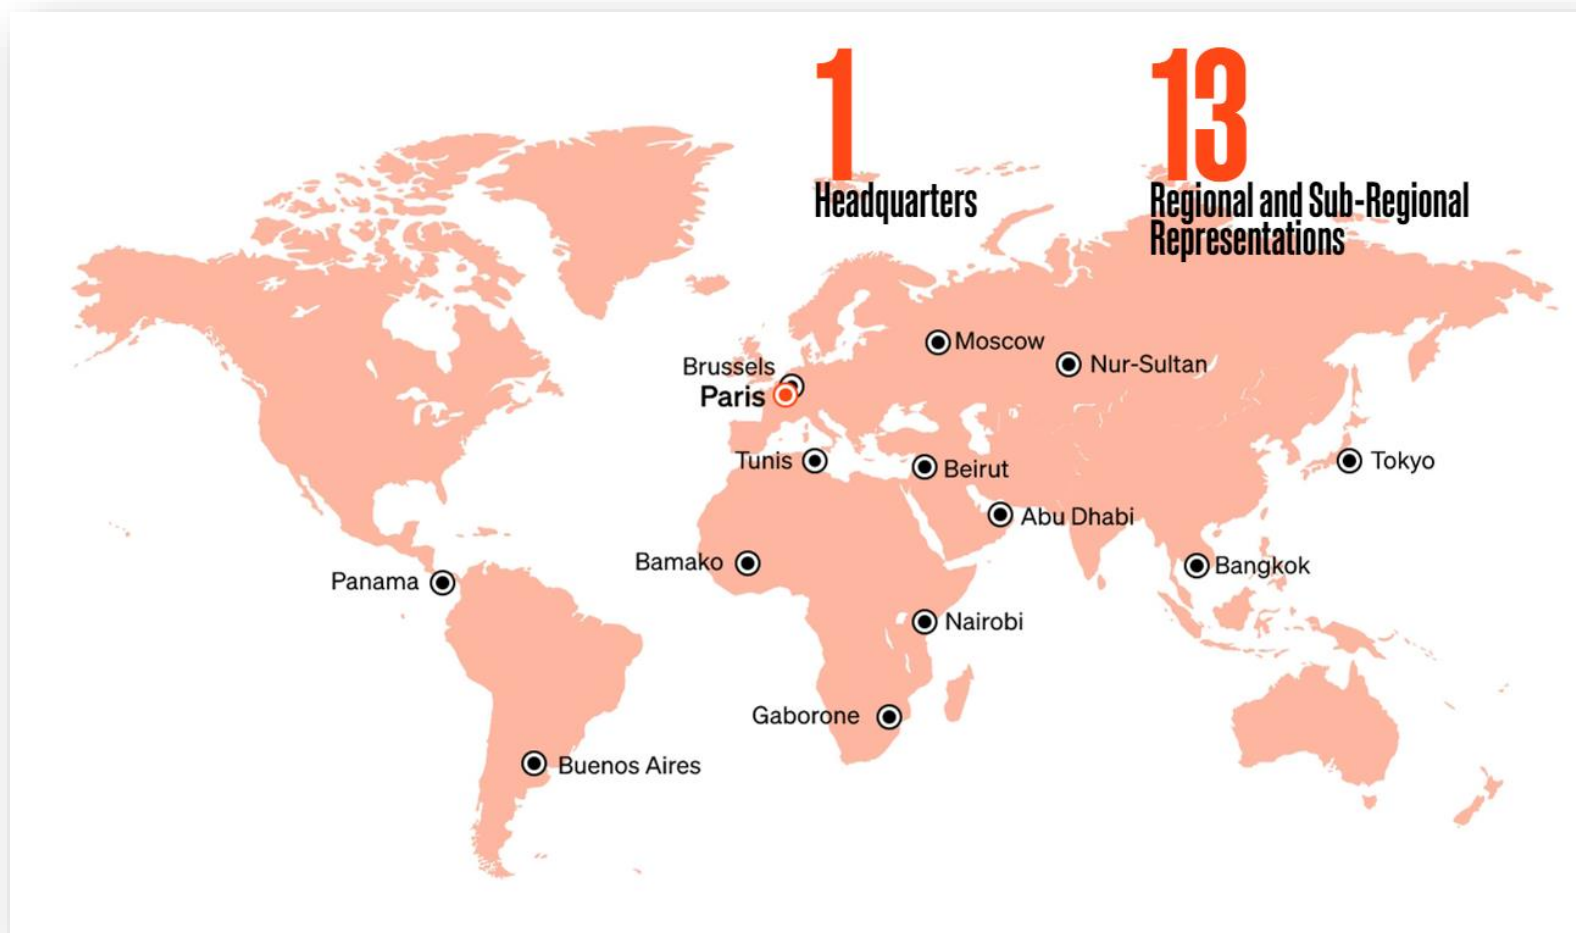 1
Headquarters
13
Regional and Sub-Regional
Representations
Moscow
Nur-Sultan
Brussels
Paris
Tunis
Beirut
Tokyo
Abu Dhabi
Bamako
Bangkok
Panama
Nairobi
Gaborone
Buenos Aires